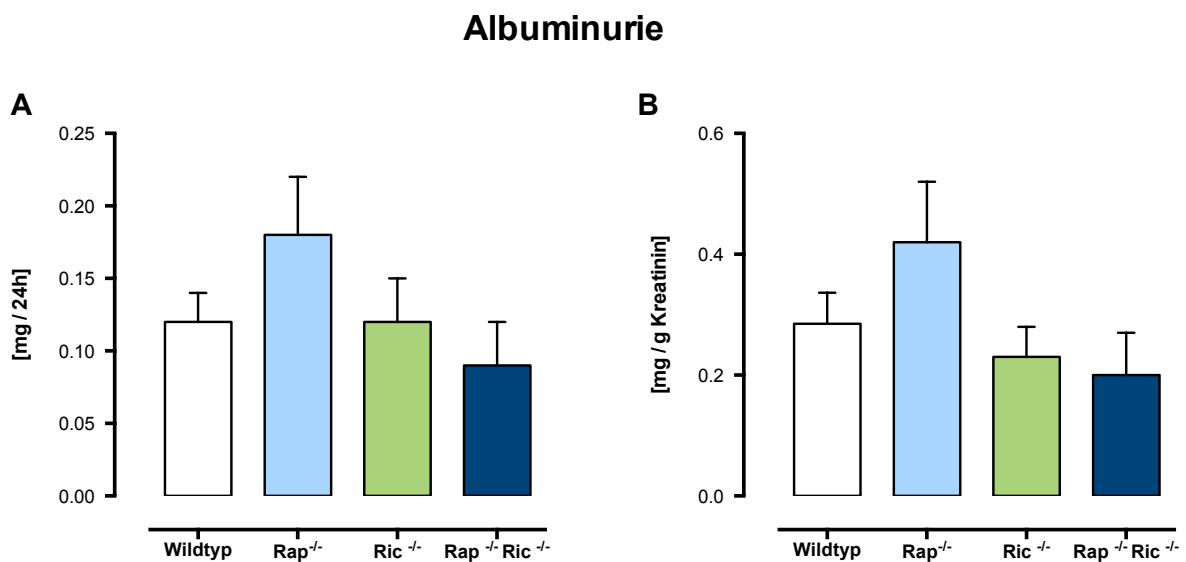 Albuminurie
A
[mg / 24h]
0.25
0.20
0.15
0.10
0.05
0.00
Wildtyp Rap-/- Ric -/- Rap -/- Ric -/-
B
[mg / g Kreatinin]
0.6
0.4
0.2
0.0
Wildtyp Rap-/- Ric -/- Rap -/- Ric -/-